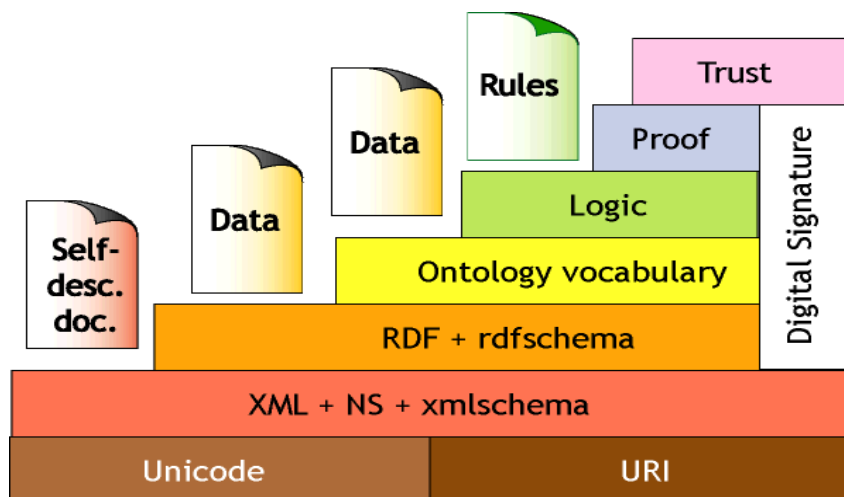 Rules
Trust
Data
Proof
Data
Logic
Self-
desc.
doc.
Ontology vocabulary
Digital Signature
RDF + rdfschema
XML + NS + xmlschema
Unicode
URI